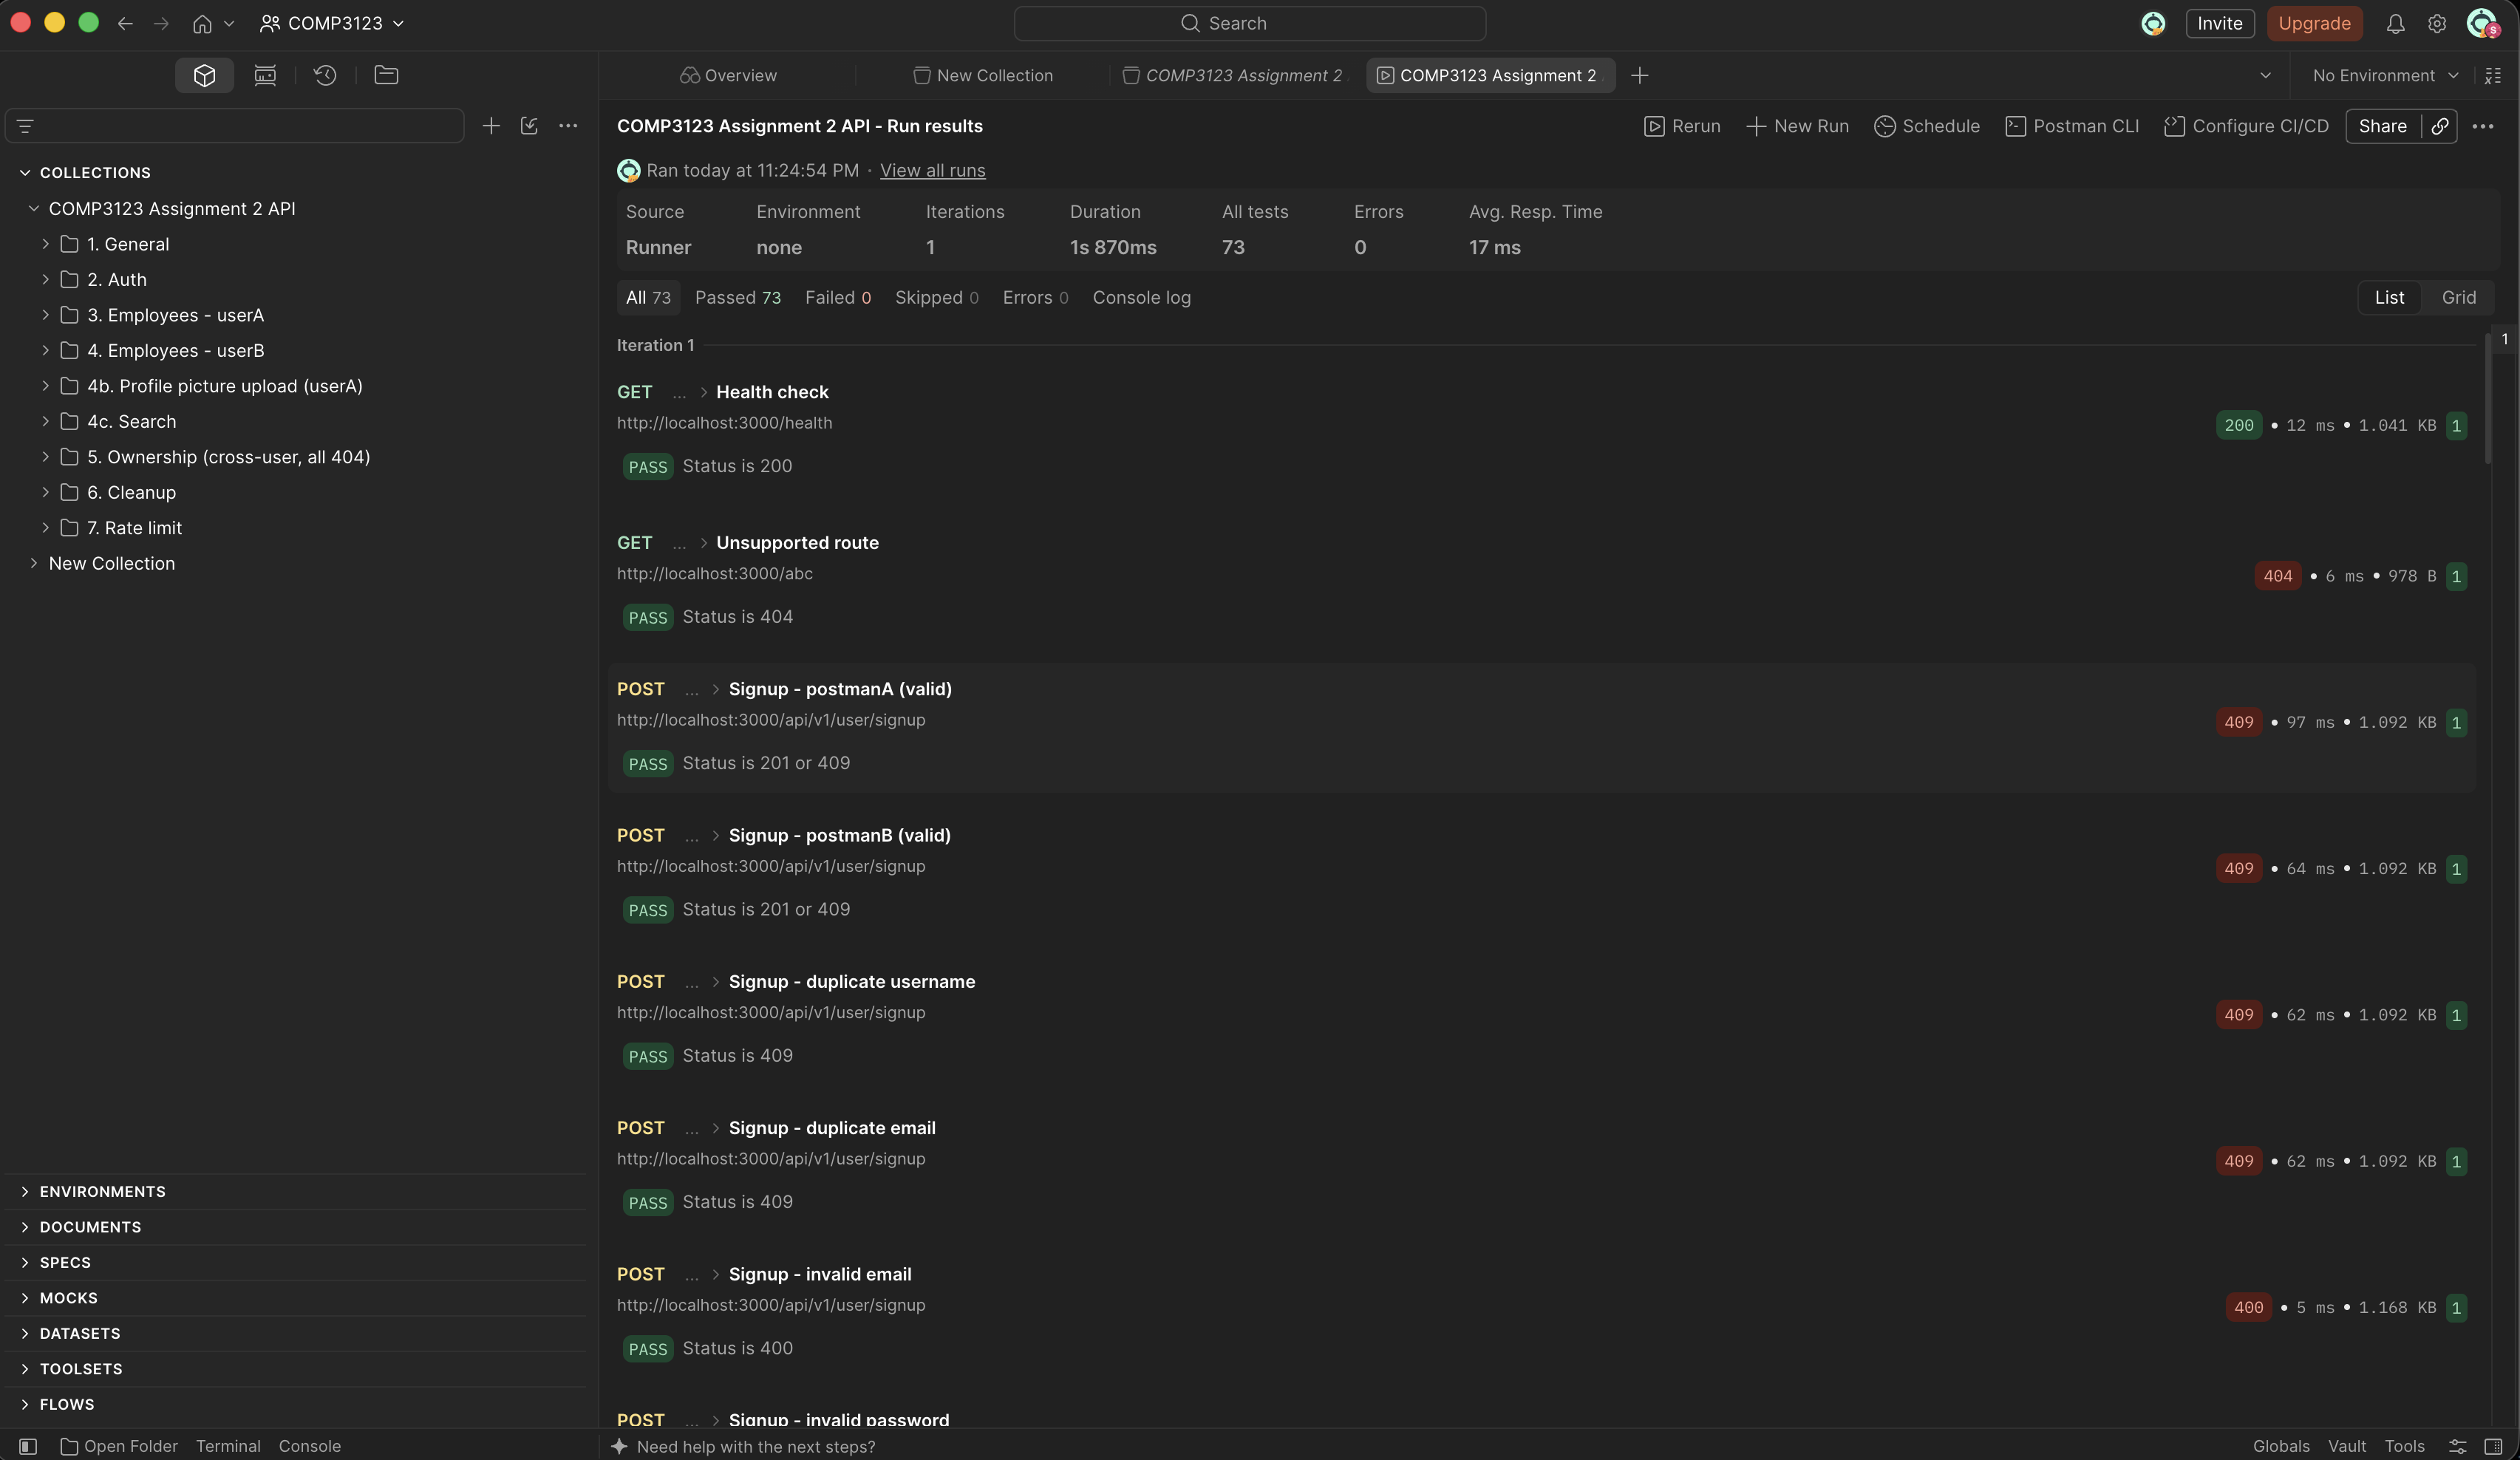 COMP3123
Search
Invite
Upgrade
S
Overview
New Collection
COMP3123 Assignment 2
COMP3123 Assignment 2
No Environment
COLLECTIONS
COMP3123 Assignment 2 API
1. General
2. Auth
3. Employees - userA
4. Employees - userB
4b. Profile picture upload (userA)
4c. Search
5. Ownership (cross-user, all 404)
6. Cleanup
7. Rate limit
New Collection
ENVIRONMENTS
DOCUMENTS
SPECS
MOCKS
DATASETS
TOOLSETS
FLOWS
COMP3123 Assignment 2 API - Run results
Rerun
New Run
Schedule
Postman CLI
Configure CI/CD
Share
Ran today at 11:24:54 PM · View all runs
Source Environment Iterations Duration All tests Errors Avg. Resp. Time
Runner none 1 1s 870ms 73 0 17 ms
All 73 Passed 73 Failed 0 Skipped 0 Errors 0 Console log
List Grid
Iteration 1
1
GET ... > Health check
http://localhost:3000/health
200 • 12 ms • 1.041 KB 1
PASS Status is 200
GET ... > Unsupported route
http://localhost:3000/abc
404 • 6 ms • 978 B 1
PASS Status is 404
POST ... > Signup - postmanA (valid)
http://localhost:3000/api/v1/user/signup
409 • 97 ms • 1.092 KB 1
PASS Status is 201 or 409
POST ... > Signup - postmanB (valid)
http://localhost:3000/api/v1/user/signup
409 • 64 ms • 1.092 KB 1
PASS Status is 201 or 409
POST ... > Signup - duplicate username
http://localhost:3000/api/v1/user/signup
409 • 62 ms • 1.092 KB 1
PASS Status is 409
POST ... > Signup - duplicate email
http://localhost:3000/api/v1/user/signup
409 • 62 ms • 1.092 KB 1
PASS Status is 409
POST ... > Signup - invalid email
http://localhost:3000/api/v1/user/signup
400 • 5 ms • 1.168 KB 1
PASS Status is 400
POST ... > Signup - invalid password
Open Folder Terminal Console
Need help with the next steps?
Globals Vault Tools